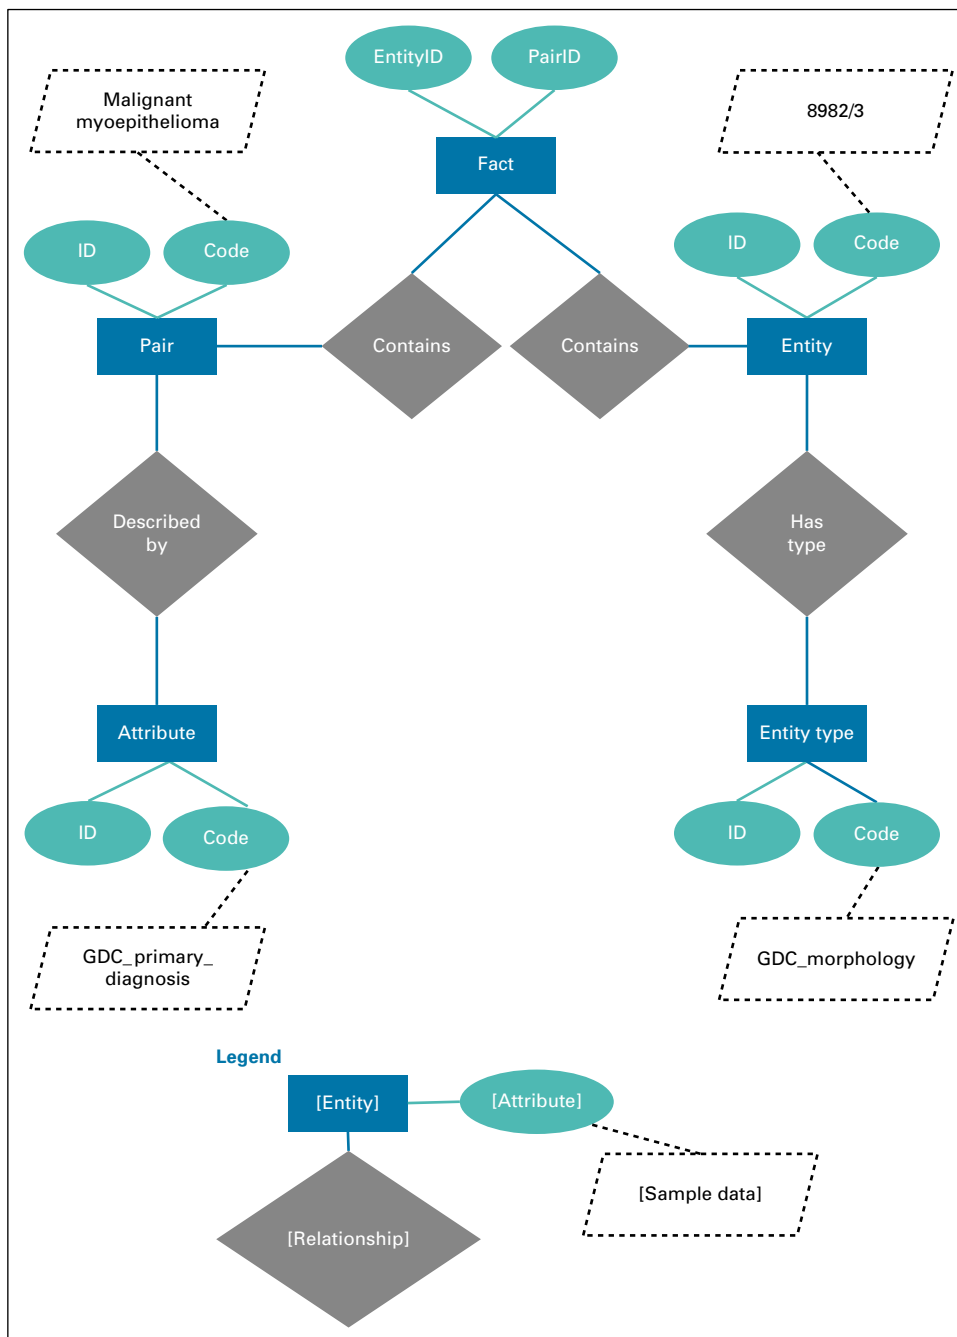 EntityID
PairID
Malignant
myoepithelioma
8982/3
Fact
ID
Code
ID
Code
Pair
Contains
Contains
Entity
Described
by
Has
type
Attribute
Entity type
ID
Code
ID
Code
GDC_primary_
diagnosis
GDC_morphology
Legend
[Entity]
[Attribute]
[Sample data]
[Relationship]